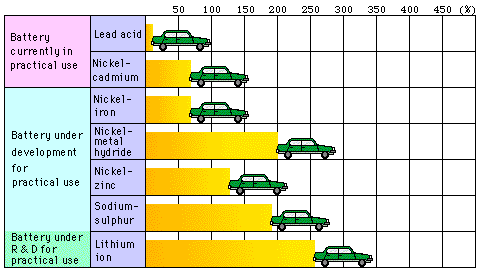 50 100 150 200 250 300 350 400 450 (%)
Battery
currently in
practical use
Lead acid
Nickel-
cadmium
Battery under
development
for
practical use
Nickel-
iron
Nickel-
metal
hydride
Nickel-
zinc
Sodium-
sulphur
Battery under
R & D for
practical use
Lithium
ion